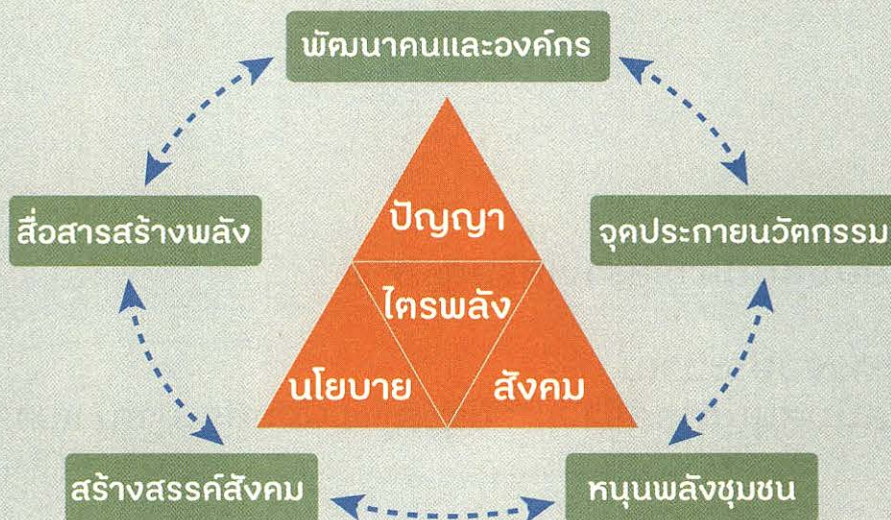 พัฒนาคนและองค์กร
สื่อสารสร้างพลัง
ปัญญา
จุดประกายนวัตกรรม
ไตรพลัง
นโยบาย
สังคม
สร้างสรรค์สังคม
หนุนพลังชุมชน